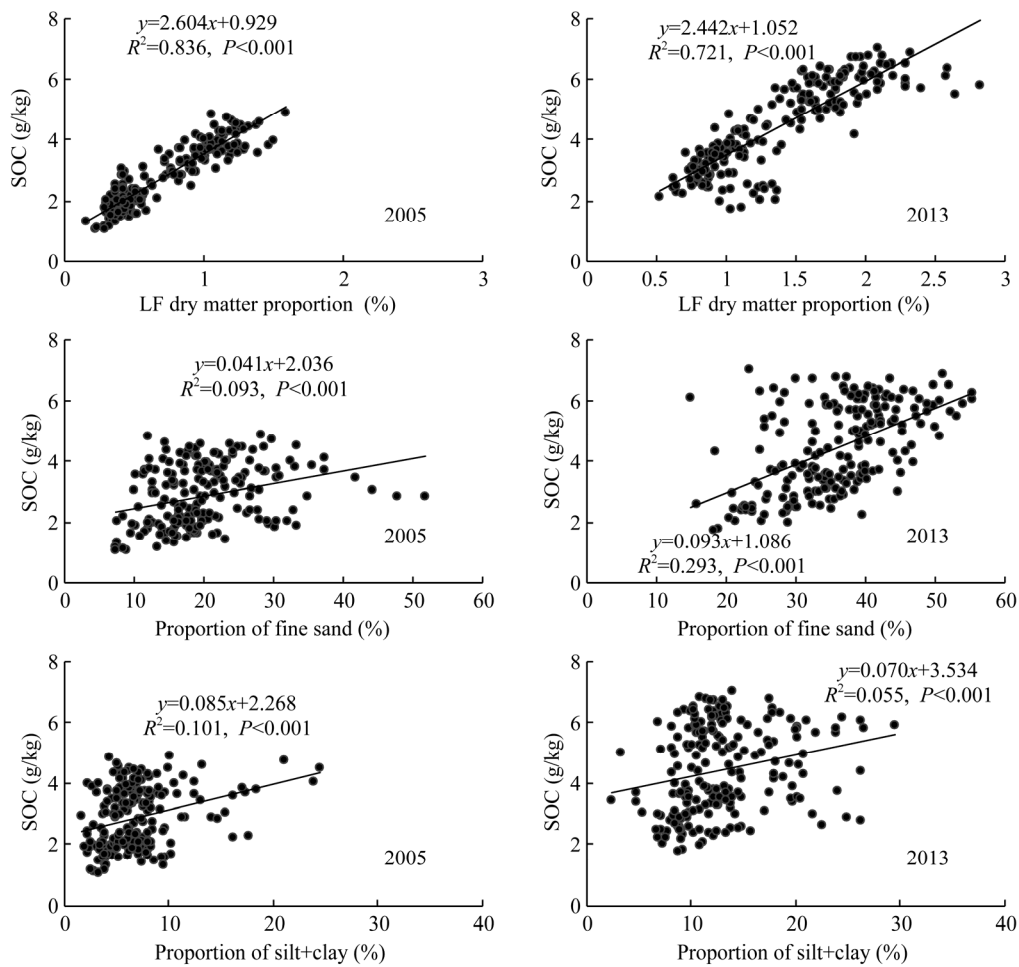 y=2.604x+0.929
R²=0.836, P<0.001
8
6
4
2
0
SOC (g/kg)
2005
0 1 2 3
LF dry matter proportion (%)
y=2.442x+1.052
R²=0.721, P<0.001
8
6
4
2
0
SOC (g/kg)
2013
0 0.5 1.0 1.5 2.0 2.5 3.0
LF dry matter proportion (%)
y=0.041x+2.036
R²=0.093, P<0.001
8
6
4
2
0
SOC (g/kg)
2005
0 10 20 30 40 50 60
Proportion of fine sand (%)
8
6
4
2
0
SOC (g/kg)
2013
y=0.093x+1.086
R²=0.293, P<0.001
0 10 20 30 40 50 60
Proportion of fine sand (%)
y=0.085x+2.268
R²=0.101, P<0.001
8
6
4
2
0
SOC (g/kg)
2005
0 10 20 30 40
Proportion of silt+clay (%)
y=0.070x+3.534
R²=0.055, P<0.001
8
6
4
2
0
SOC (g/kg)
2013
0 10 20 30 40
Proportion of silt+clay (%)